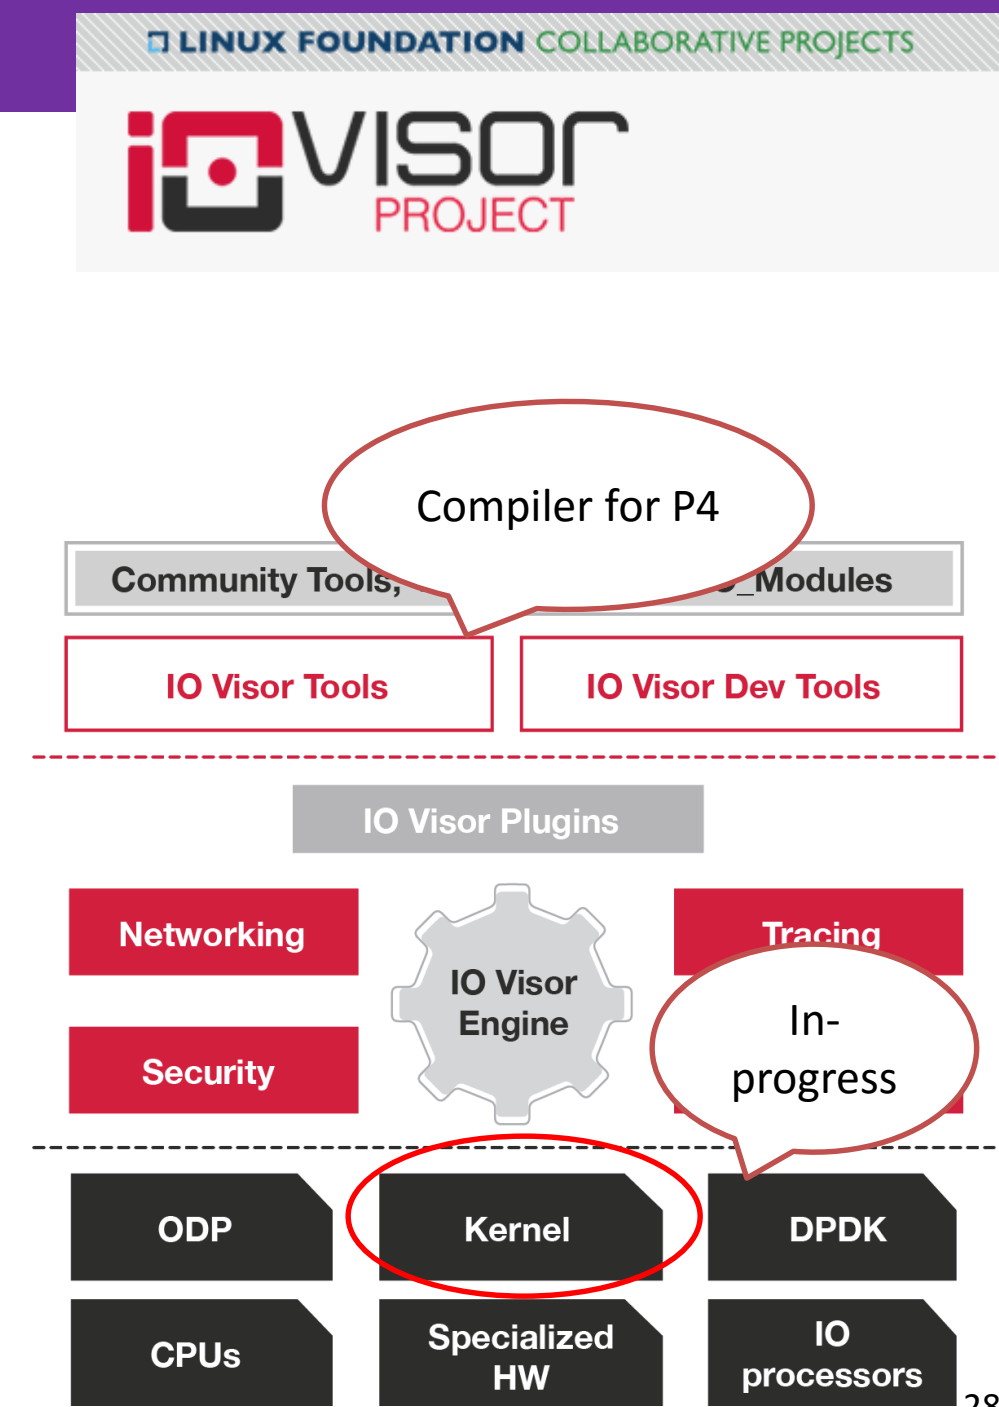 LINUX FOUNDATION COLLABORATIVE PROJECTS
iO VISOR
PROJECT
Compiler for P4
Community Tools, _Modules
IO Visor Tools IO Visor Dev Tools
IO Visor Plugins
Networking Tracing
IO Visor
Engine
In-
progress
Security
ODP Kernel DPDK
CPUs Specialized
HW IO
processors
28